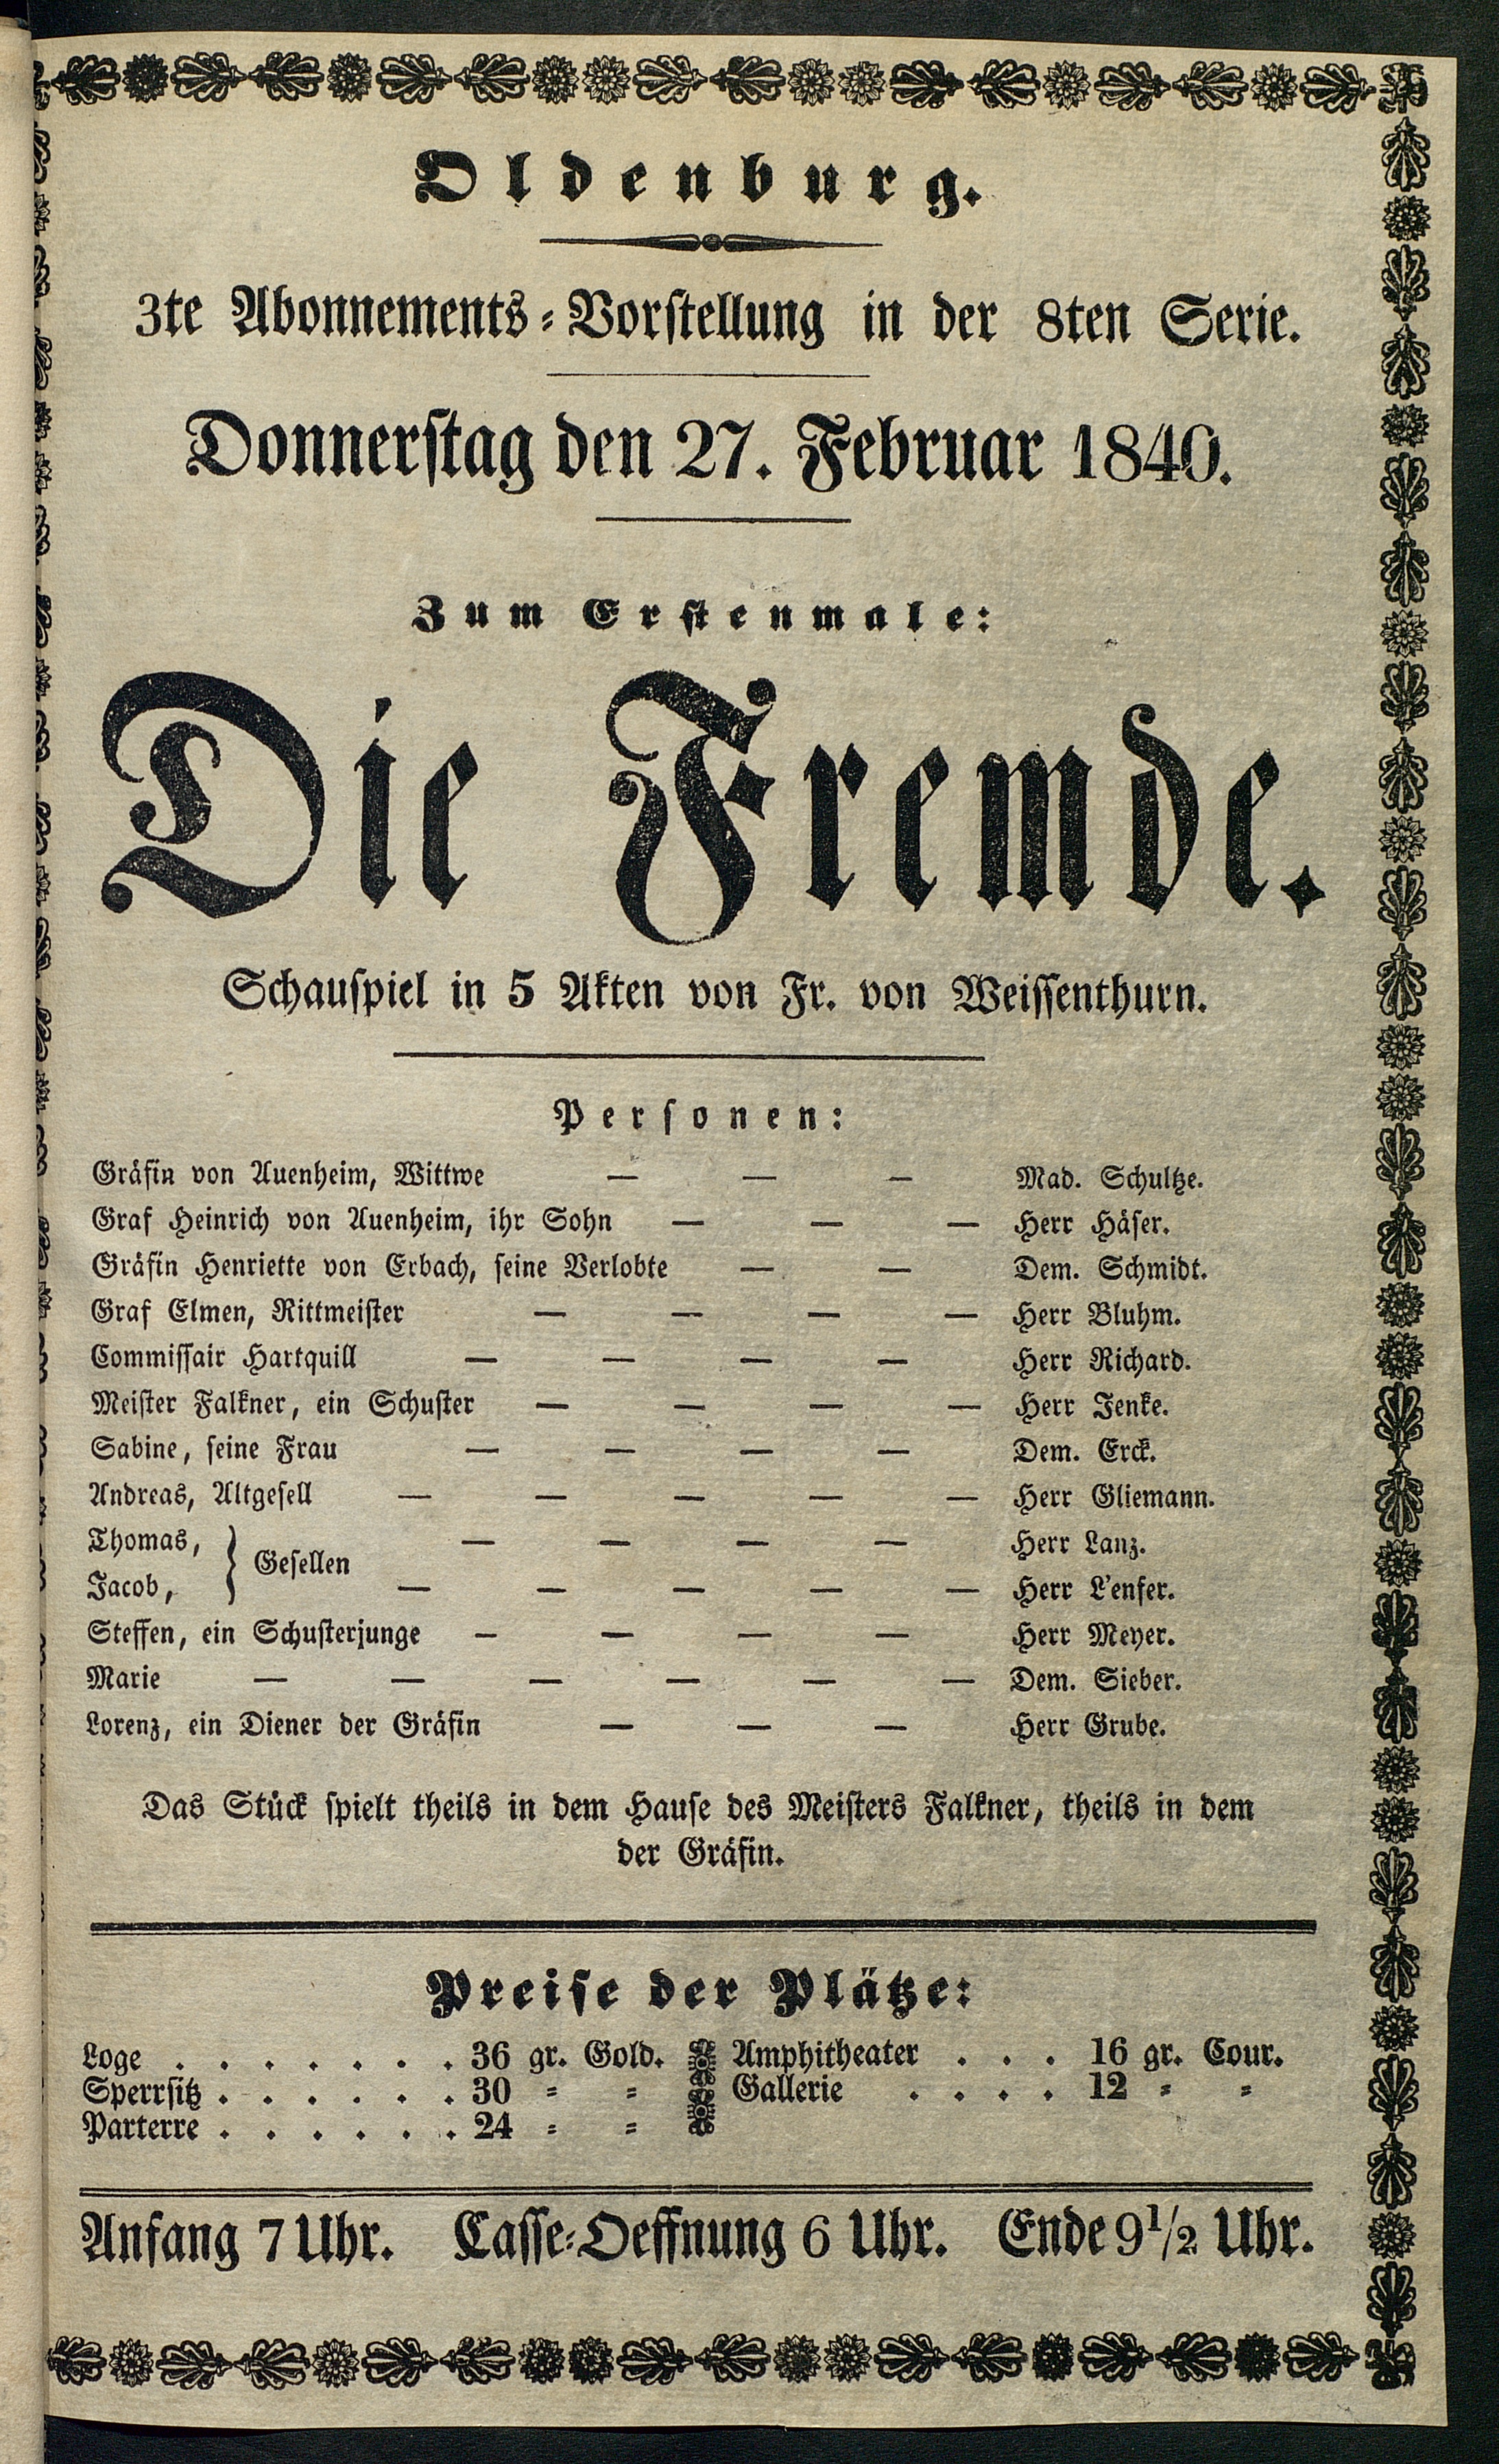 Oldenburg.
3te Abonnements-Vorstellung in der 8ten Serie.
Donnerstag den 27. Februar 1840.
Zum Erstenmale:
Die Fremde.
Schauspiel in 5 Akten von Fr. von Weissenthurn.
Personen:
Gräfin von Auenheim, Wittwe — — — Mad. Schultze.
Graf Heinrich von Auenheim, ihr Sohn — — — Herr Häser.
Gräfin Henriette von Erbach, seine Verlobte — — Dem. Schmidt.
Graf Elmen, Rittmeister — — — — Herr Bluhm.
Commissair Hartquill — — — — Herr Richard.
Meister Falkner, ein Schuster — — — — Herr Jenke.
Sabine, seine Frau — — — — Dem. Erck.
Andreas, Altgesell — — — — — Herr Gliemann.
Thomas, } Gesellen — — — — Herr Lanz.
Jacob, — — — — — Herr L'enfer.
Steffen, ein Schusterjunge — — — — Herr Meyer.
Marie — — — — — — Dem. Sieber.
Lorenz, ein Diener der Gräfin — — — Herr Grube.
Das Stück spielt theils in dem Hause des Meisters Falkner, theils in dem
der Gräfin.
Preise der Plätze:
Loge . . . . . . . 36 gr. Gold. Amphitheater . . . 16 gr. Cour.
Sperrsitz . . . . . . 30 = = Gallerie . . . . 12 = =
Parterre . . . . . . 24 = =
Anfang 7 Uhr. Casse-Oeffnung 6 Uhr. Ende 9 1/2 Uhr.